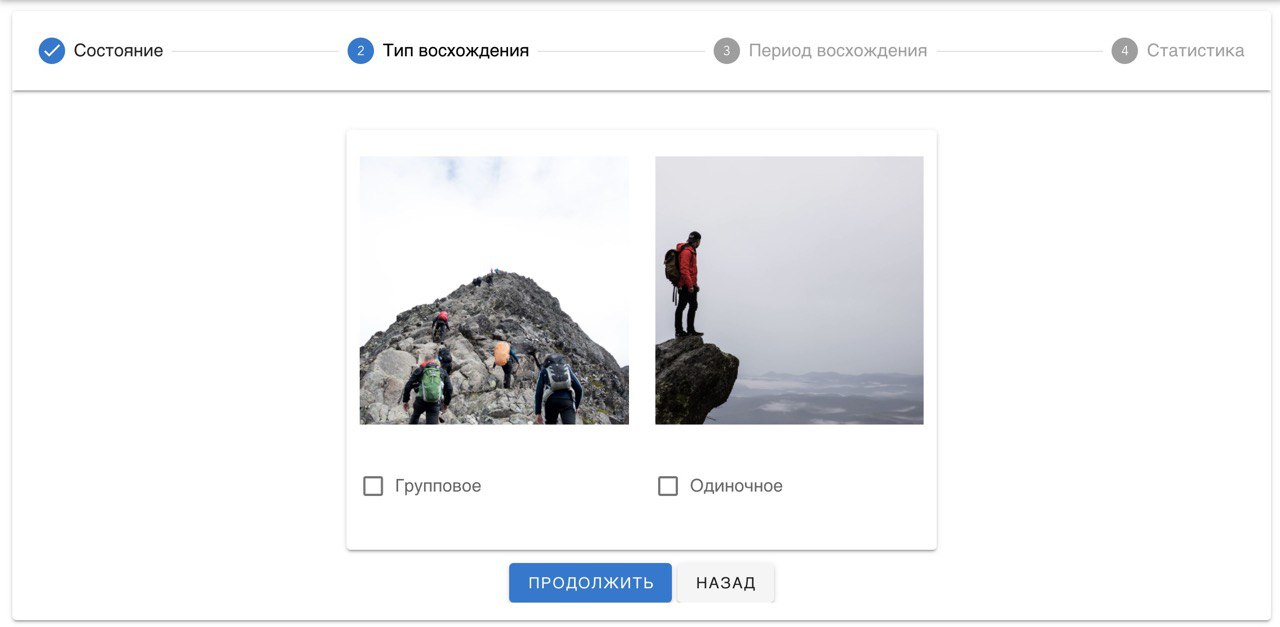 Состояние
2 Тип восхождения
3 Период восхождения
4 Статистика
Групповое
Одиночное
ПРОДОЛЖИТЬ
НАЗАД